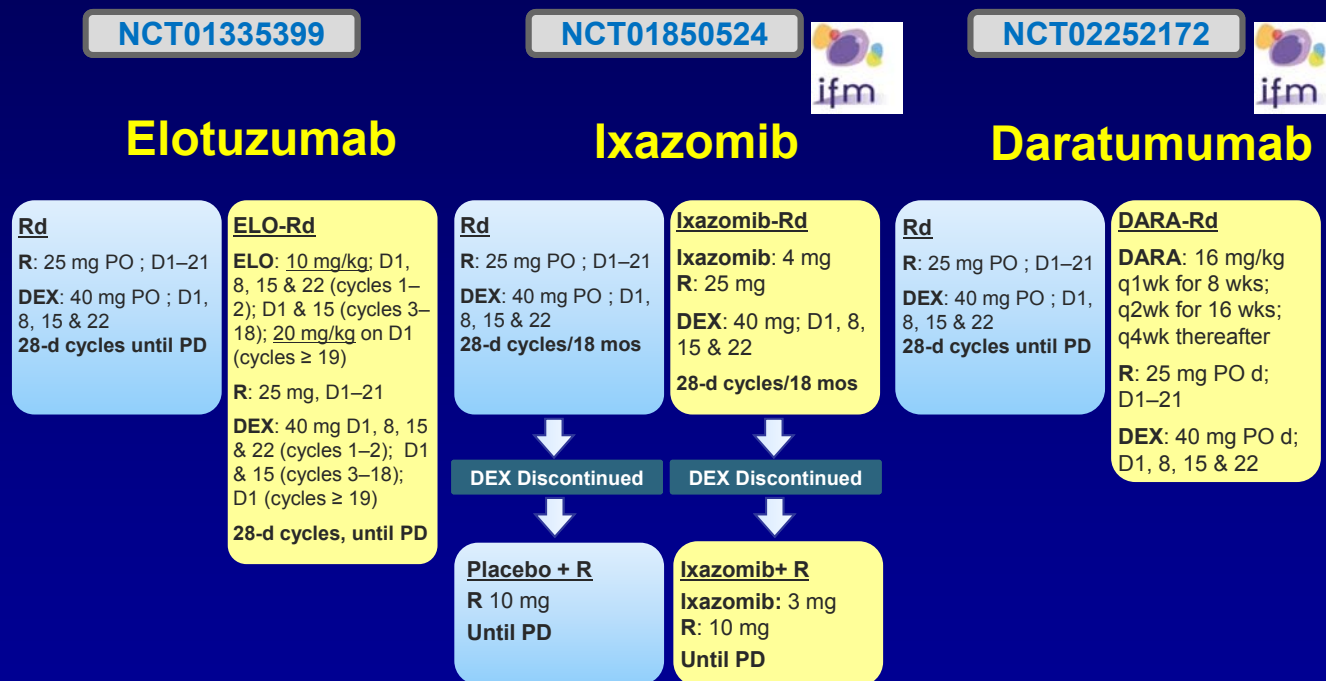 NCT01335399
NCT01850524
ifm
NCT02252172
ifm
Elotuzumab
Ixazomib
Daratumumab
Rd
R: 25 mg PO ; D1–21
DEX: 40 mg PO ; D1,
8, 15 & 22
28-d cycles until PD
ELO-Rd
ELO: 10 mg/kg; D1,
8, 15 & 22 (cycles 1–
2); D1 & 15 (cycles 3–
18); 20 mg/kg on D1
(cycles ≥ 19)
R: 25 mg, D1–21
DEX: 40 mg D1, 8, 15
& 22 (cycles 1–2); D1
& 15 (cycles 3–18);
D1 (cycles ≥ 19)
28-d cycles, until PD
Rd
R: 25 mg PO ; D1–21
DEX: 40 mg PO ; D1,
8, 15 & 22
28-d cycles/18 mos
Ixazomib-Rd
Ixazomib: 4 mg
R: 25 mg
DEX: 40 mg; D1, 8,
15 & 22
28-d cycles/18 mos
DEX Discontinued
DEX Discontinued
Placebo + R
R 10 mg
Until PD
Ixazomib+ R
Ixazomib: 3 mg
R: 10 mg
Until PD
Rd
R: 25 mg PO ; D1–21
DEX: 40 mg PO ; D1,
8, 15 & 22
28-d cycles until PD
DARA-Rd
DARA: 16 mg/kg
q1wk for 8 wks;
q2wk for 16 wks;
q4wk thereafter
R: 25 mg PO d;
D1–21
DEX: 40 mg PO d;
D1, 8, 15 & 22